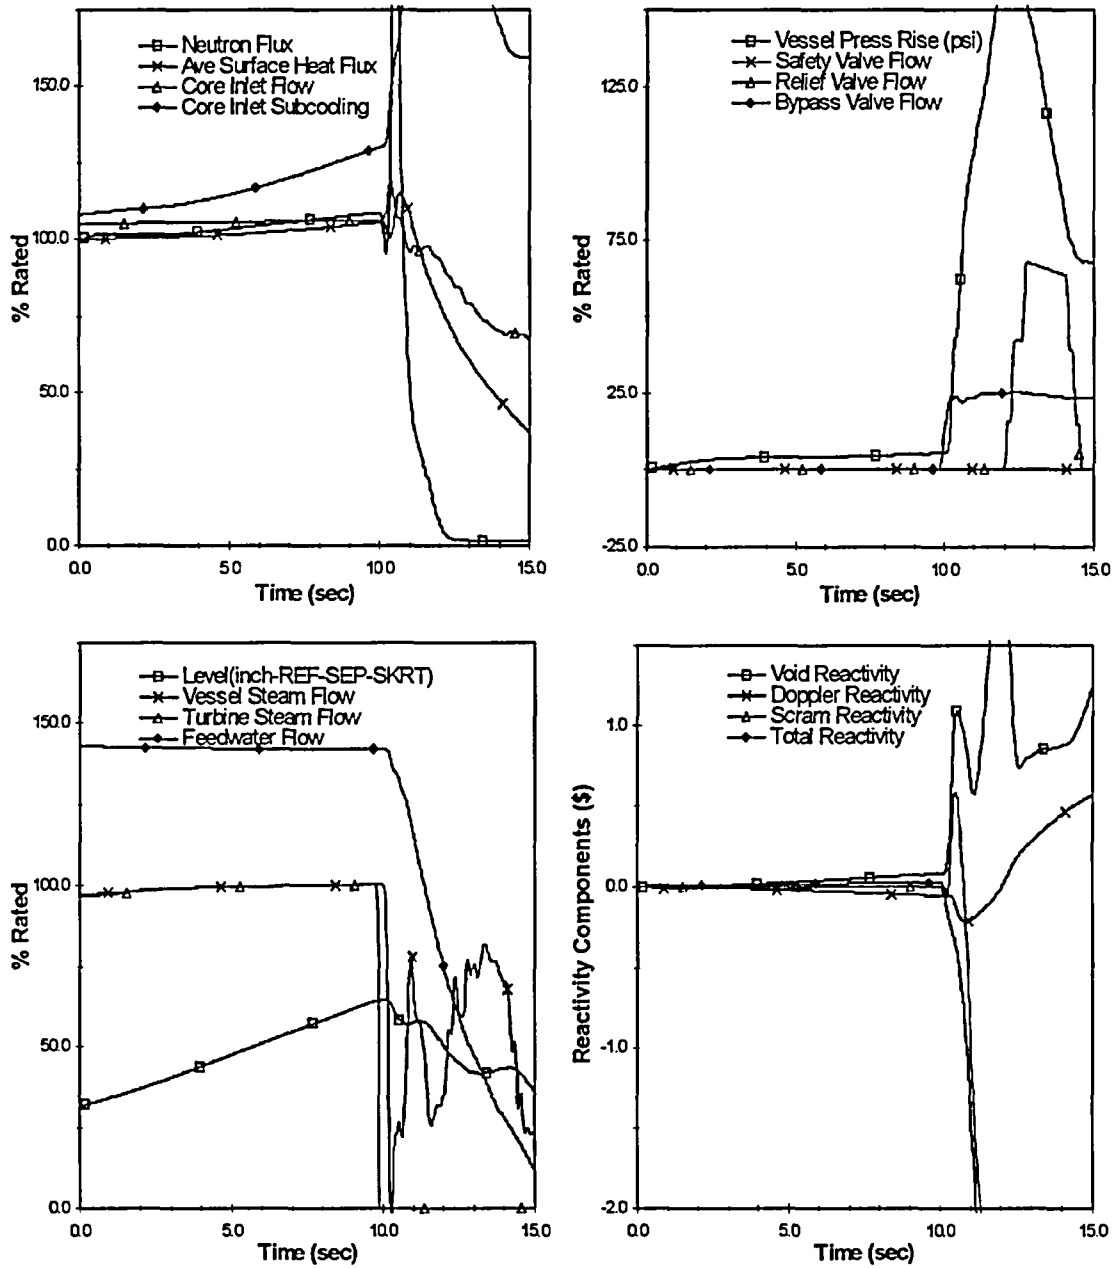 Neutron Flux
Ave Surface Heat Flux
Core Inlet Flow
Core Inlet Subcoding
150.0
100.0
50.0
0.0
% Rated
0.0 5.0 10.0 15.0
Time (sec)
Vessel Press Rise (psi)
Safety Valve Flow
Relief Valve Flow
Bypass Valve Flow
125.0
75.0
25.0
-25.0
% Rated
0.0 5.0 10.0 15.0
Time (sec)
Level(inch-REF-SEP-SKRT)
Vessel Steam Flow
Turbine Steam Flow
Feedwater Flow
150.0
100.0
50.0
0.0
% Rated
0.0 5.0 10.0 15.0
Time (sec)
Void Reactivity
Doppler Reactivity
Scram Reactivity
Total Reactivity
1.0
0.0
-1.0
-2.0
Reactivity Components ($)
0.0 5.0 10.0 15.0
Time (sec)